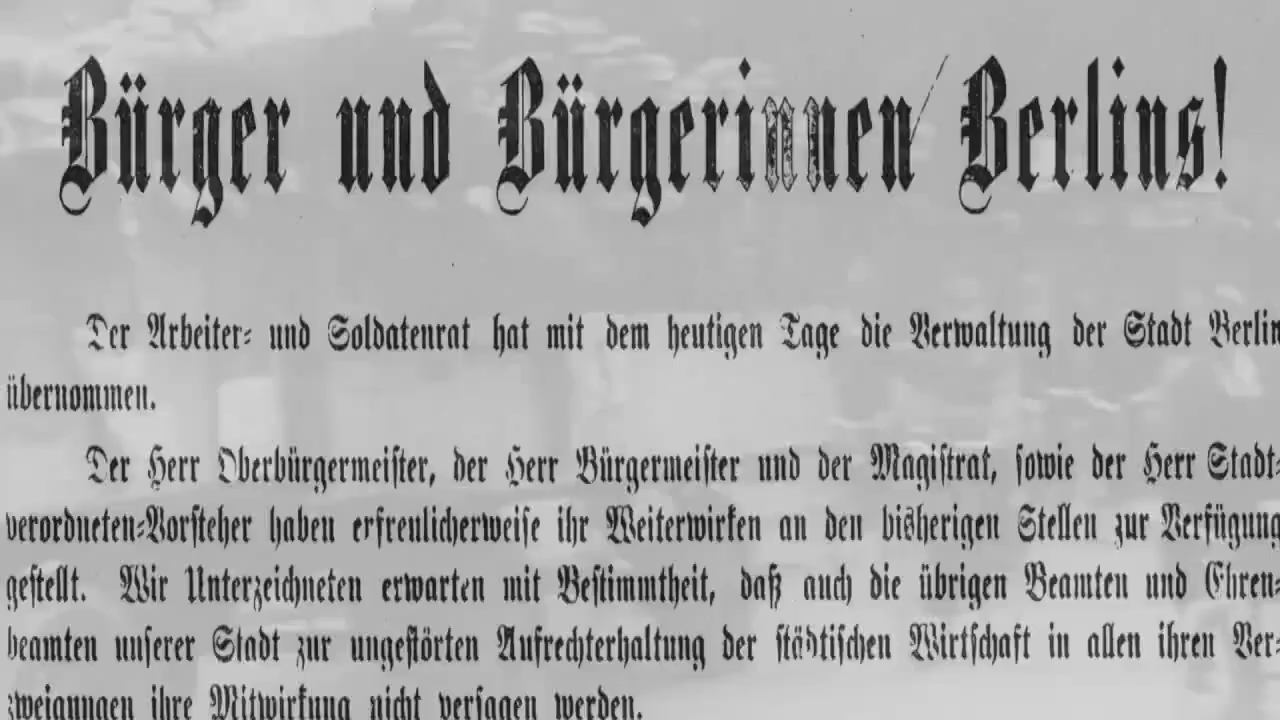 Bürger und Bürgerinnen Berlins!
Der Arbeiter- und Soldatenrat hat mit dem heutigen Tage die Verwaltung der Stadt Berlin
übernommen.
Der Herr Oberbürgermeister, der Herr Bürgermeister und der Magistrat, sowie der Herr Stadt-
verordneten-Vorsteher haben erfreulicherweise ihr Weiterwirken an den bisherigen Stellen zur Verfügung
gestellt. Wir Unterzeichneten erwarten mit Bestimmtheit, daß auch die übrigen Beamten und Ehren-
beamten unserer Stadt zur ungestörten Aufrechterhaltung der städtischen Wirtschaft in allen ihren Ver-
zweigungen ihre Mitwirkung nicht versagen werden.